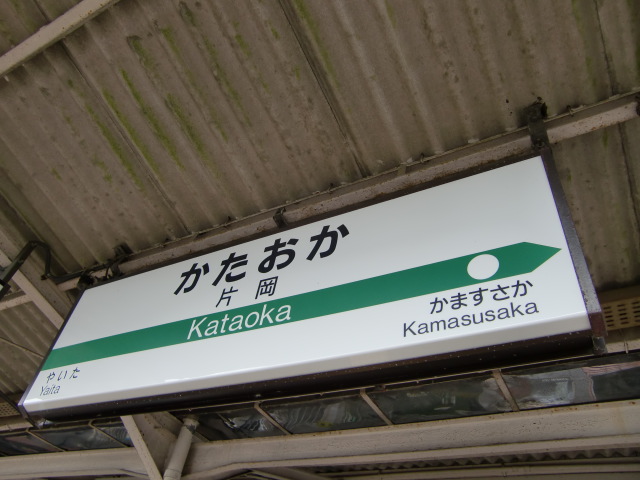 かたおか
片岡
Kataoka
かますさか
Kamasusaka
やいた
Yaita